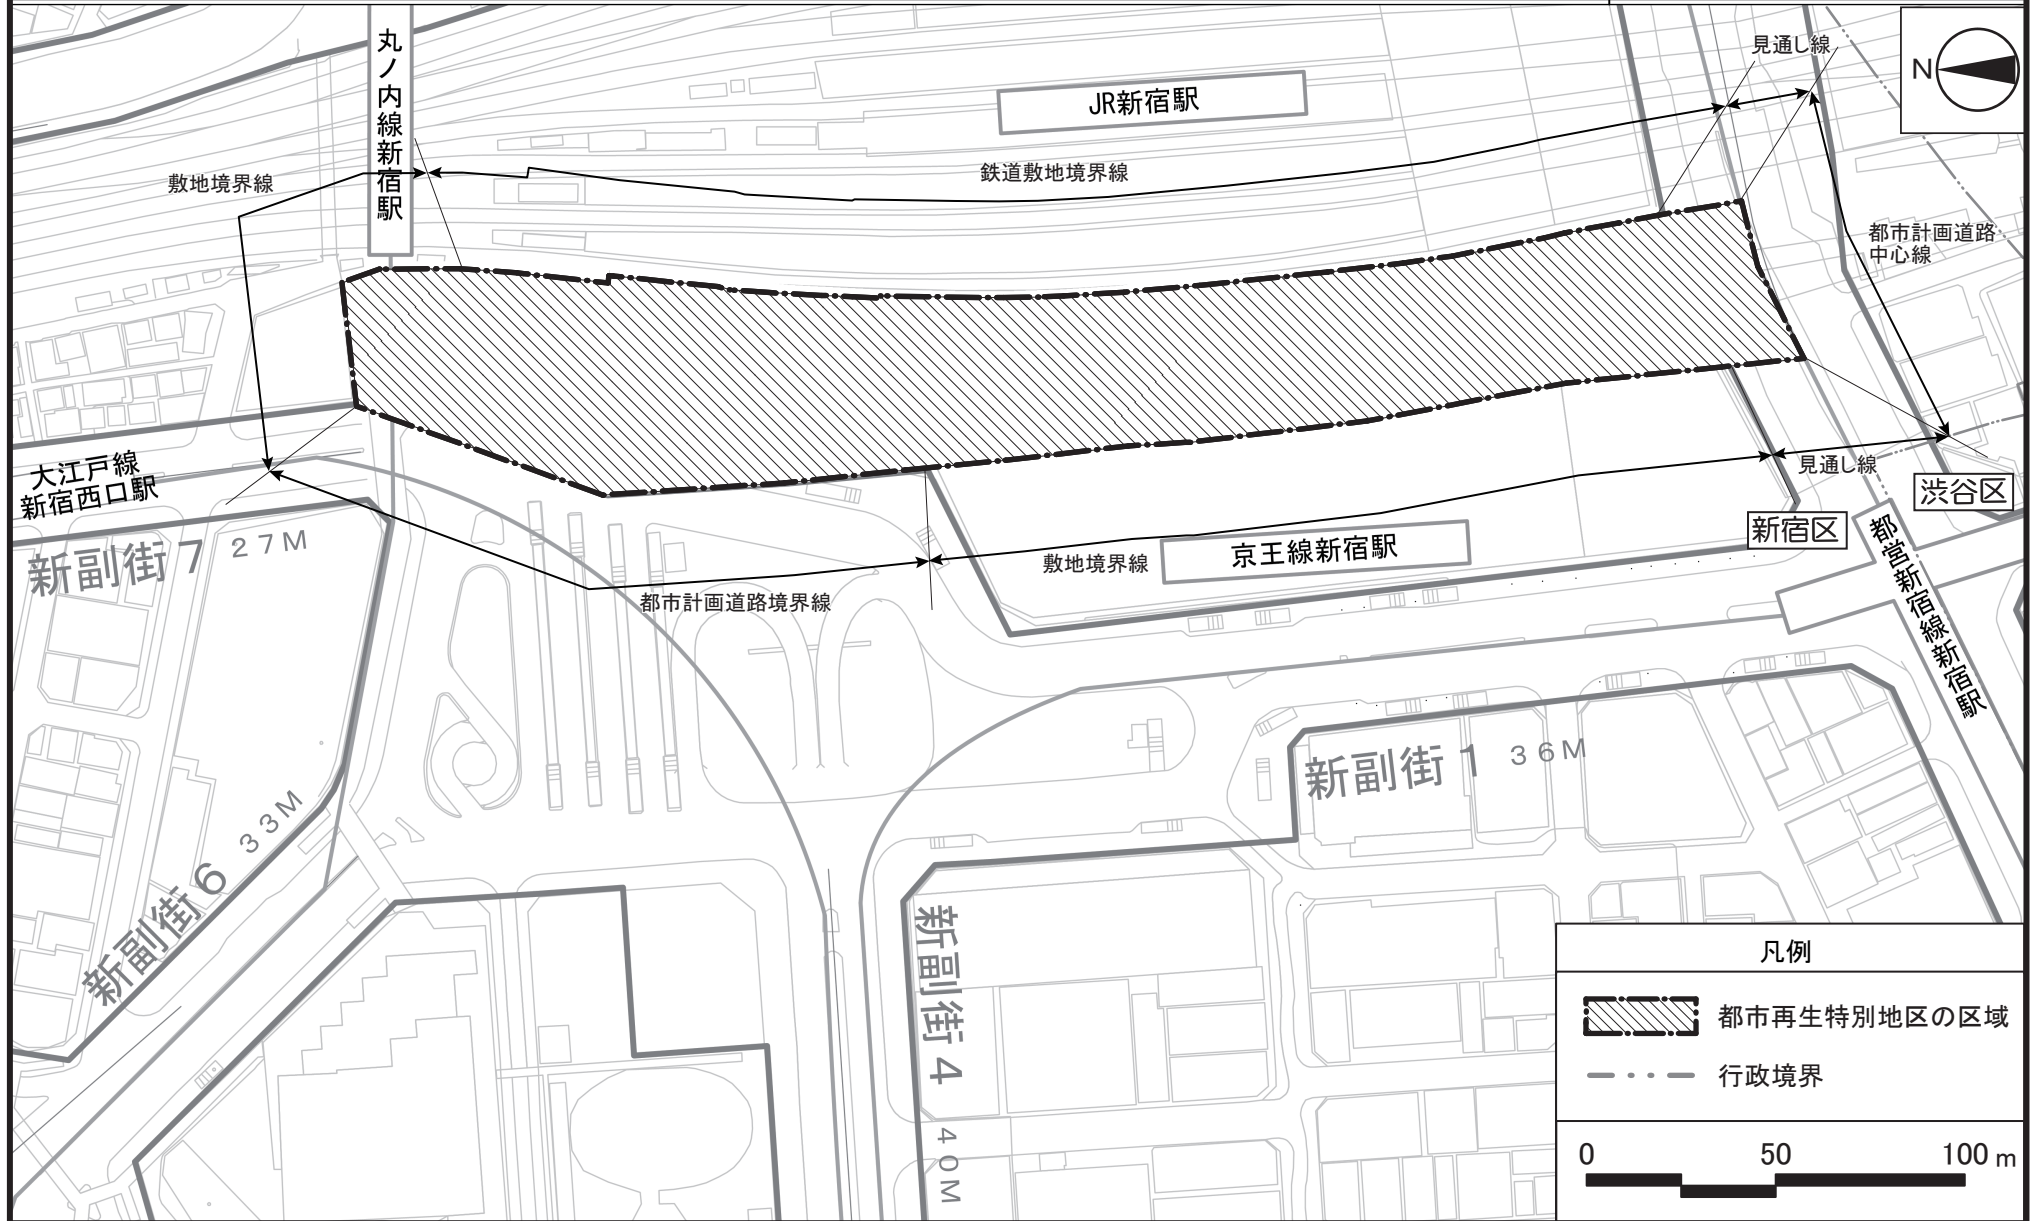 丸ノ内線新宿駅
見通し線
N
JR新宿駅
敷地境界線
鉄道敷地境界線
都市計画道路
中心線
大江戸線
新宿西口駅
見通し線
渋谷区
新宿区
新副街7 27M
敷地境界線
京王線新宿駅
都営新宿線新宿駅
都市計画道路境界線
新副街1 36M
新副街6 33M
新副街4 40M
凡例
都市再生特別地区の区域
行政境界
0 50 100 m